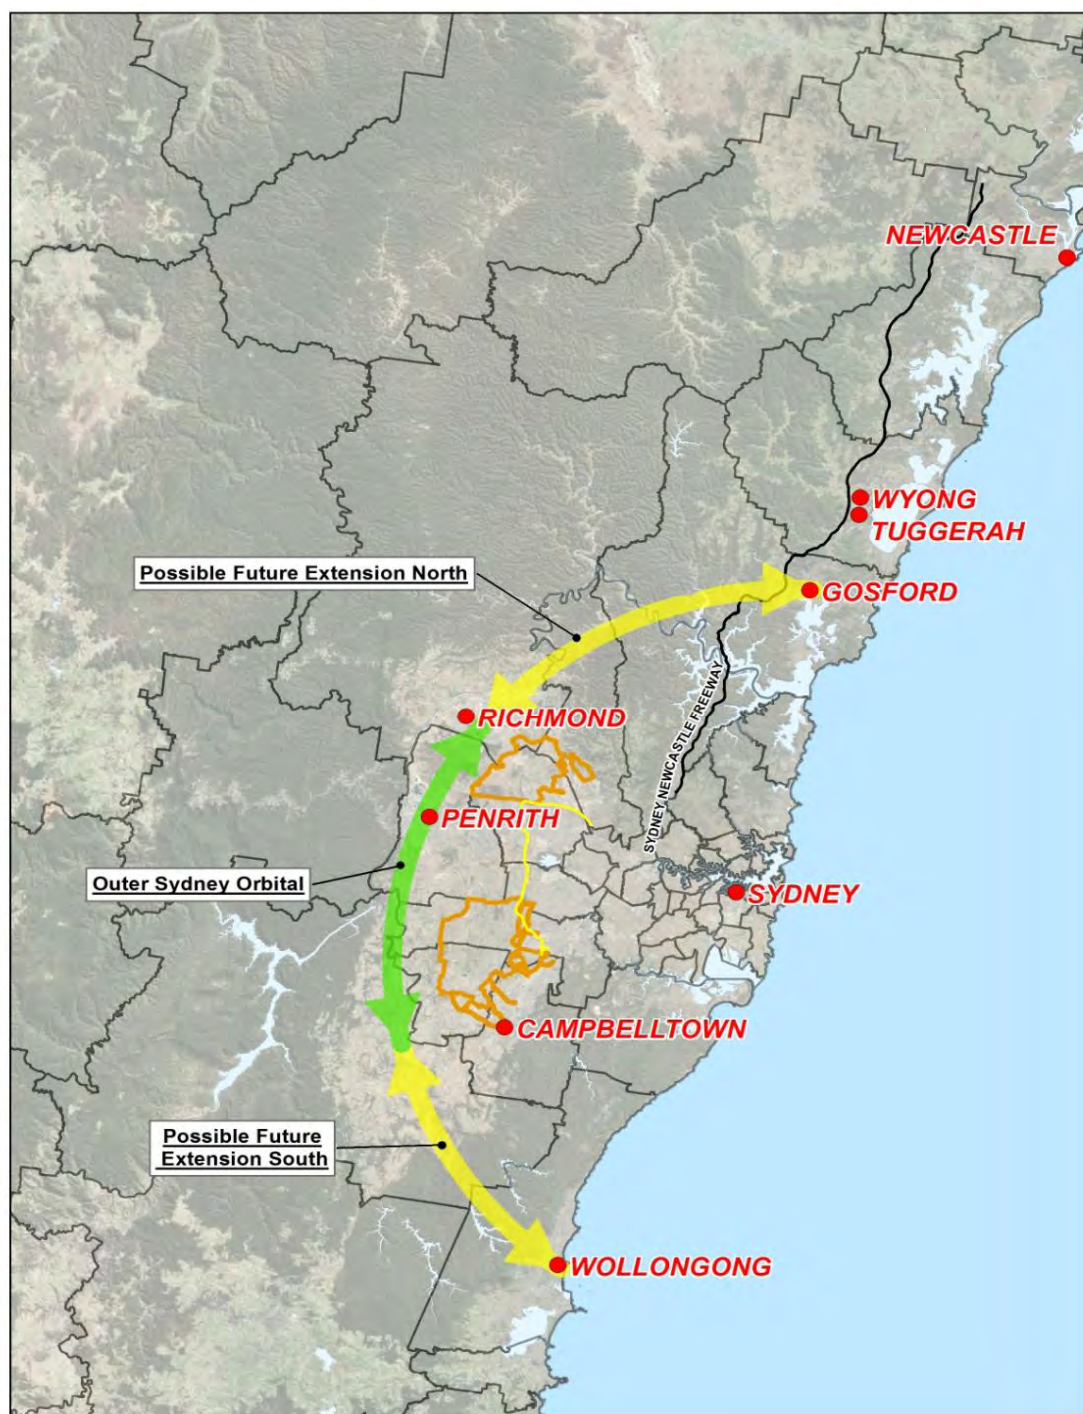 NEWCASTLE
WYONG
TUGGERAH
Possible Future Extension North
GOSFORD
SYDNEY NEWCASTLE FREEWAY
RICHMOND
PENRITH
Outer Sydney Orbital
SYDNEY
CAMPBELLTOWN
Possible Future
Extension South
WOLLONGONG